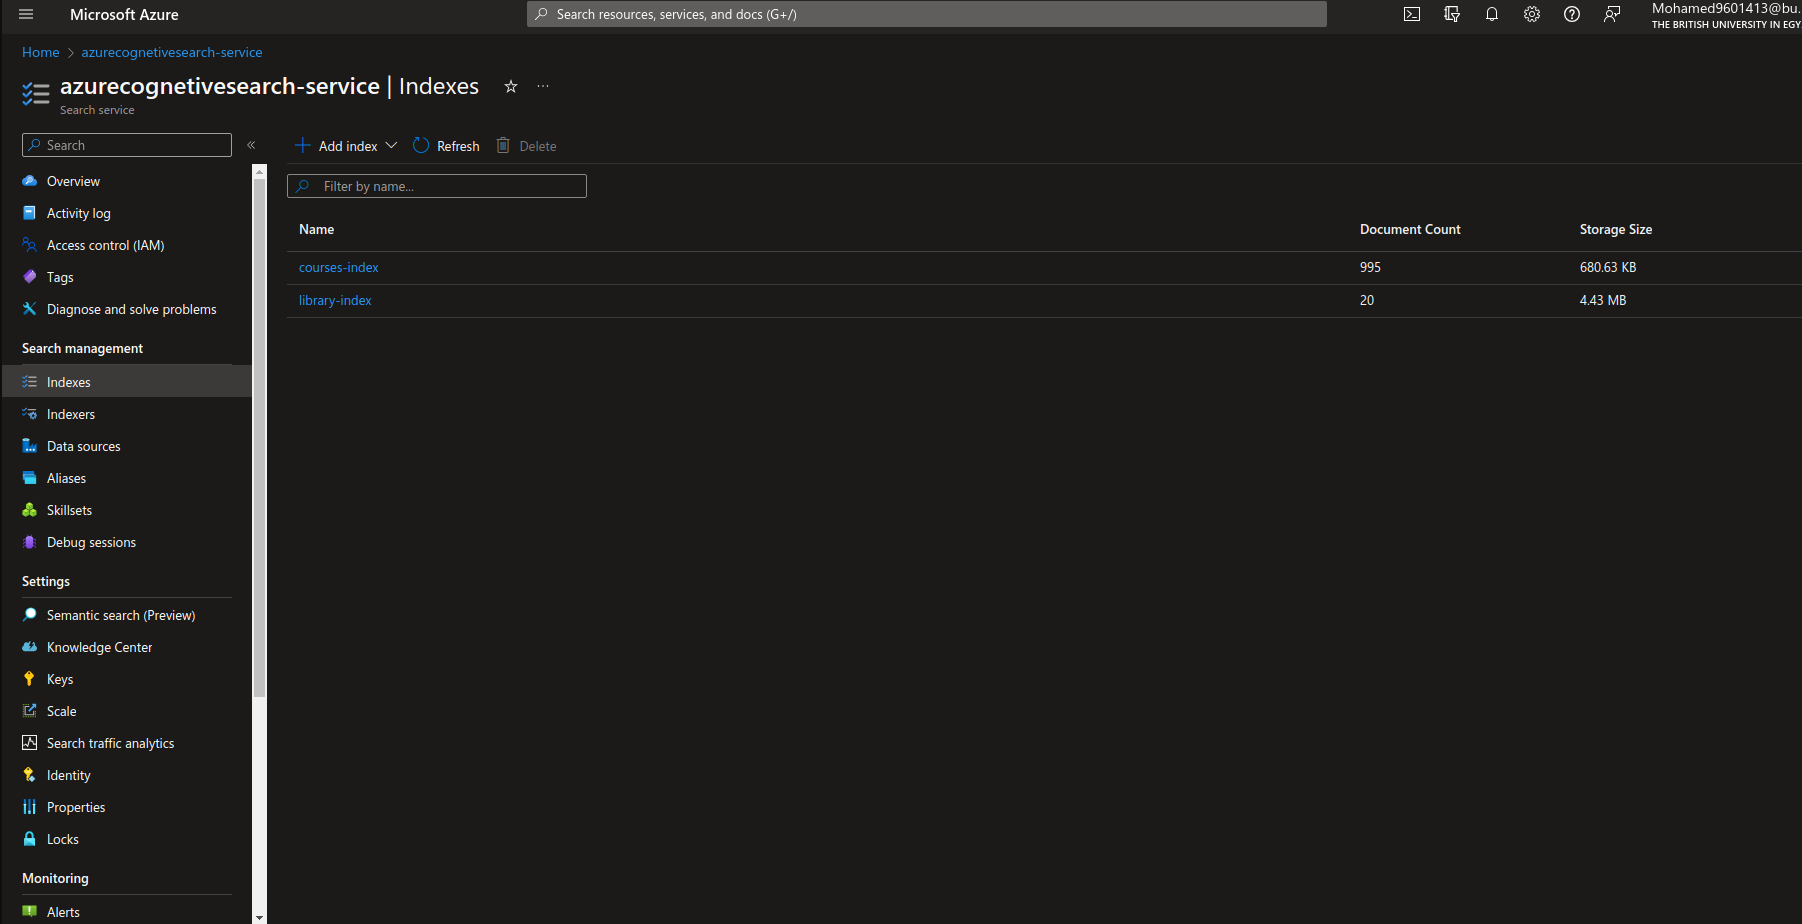 Microsoft Azure
Search resources, services, and docs (G+/)
Mohamed9601413@bu.
THE BRITISH UNIVERSITY IN EGY
Home > azurecognetivesearch-service
azurecognetivesearch-service | Indexes
Search service
Search
Add index
Refresh
Delete
Filter by name...
Name Document Count Storage Size
courses-index 995 680.63 KB
library-index 20 4.43 MB
Overview
Activity log
Access control (IAM)
Tags
Diagnose and solve problems
Search management
Indexes
Indexers
Data sources
Aliases
Skillsets
Debug sessions
Settings
Semantic search (Preview)
Knowledge Center
Keys
Scale
Search traffic analytics
Identity
Properties
Locks
Monitoring
Alerts